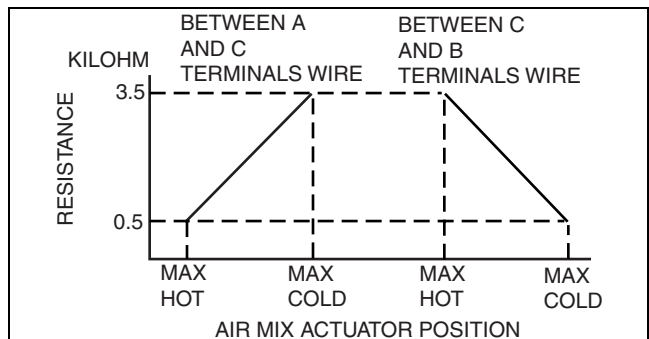 BETWEEN A
AND C
TERMINALS WIRE
BETWEEN C
AND B
TERMINALS WIRE
KILOHM
RESISTANCE
3.5
0.5
MAX
HOT
MAX
COLD
MAX
HOT
MAX
COLD
AIR MIX ACTUATOR POSITION